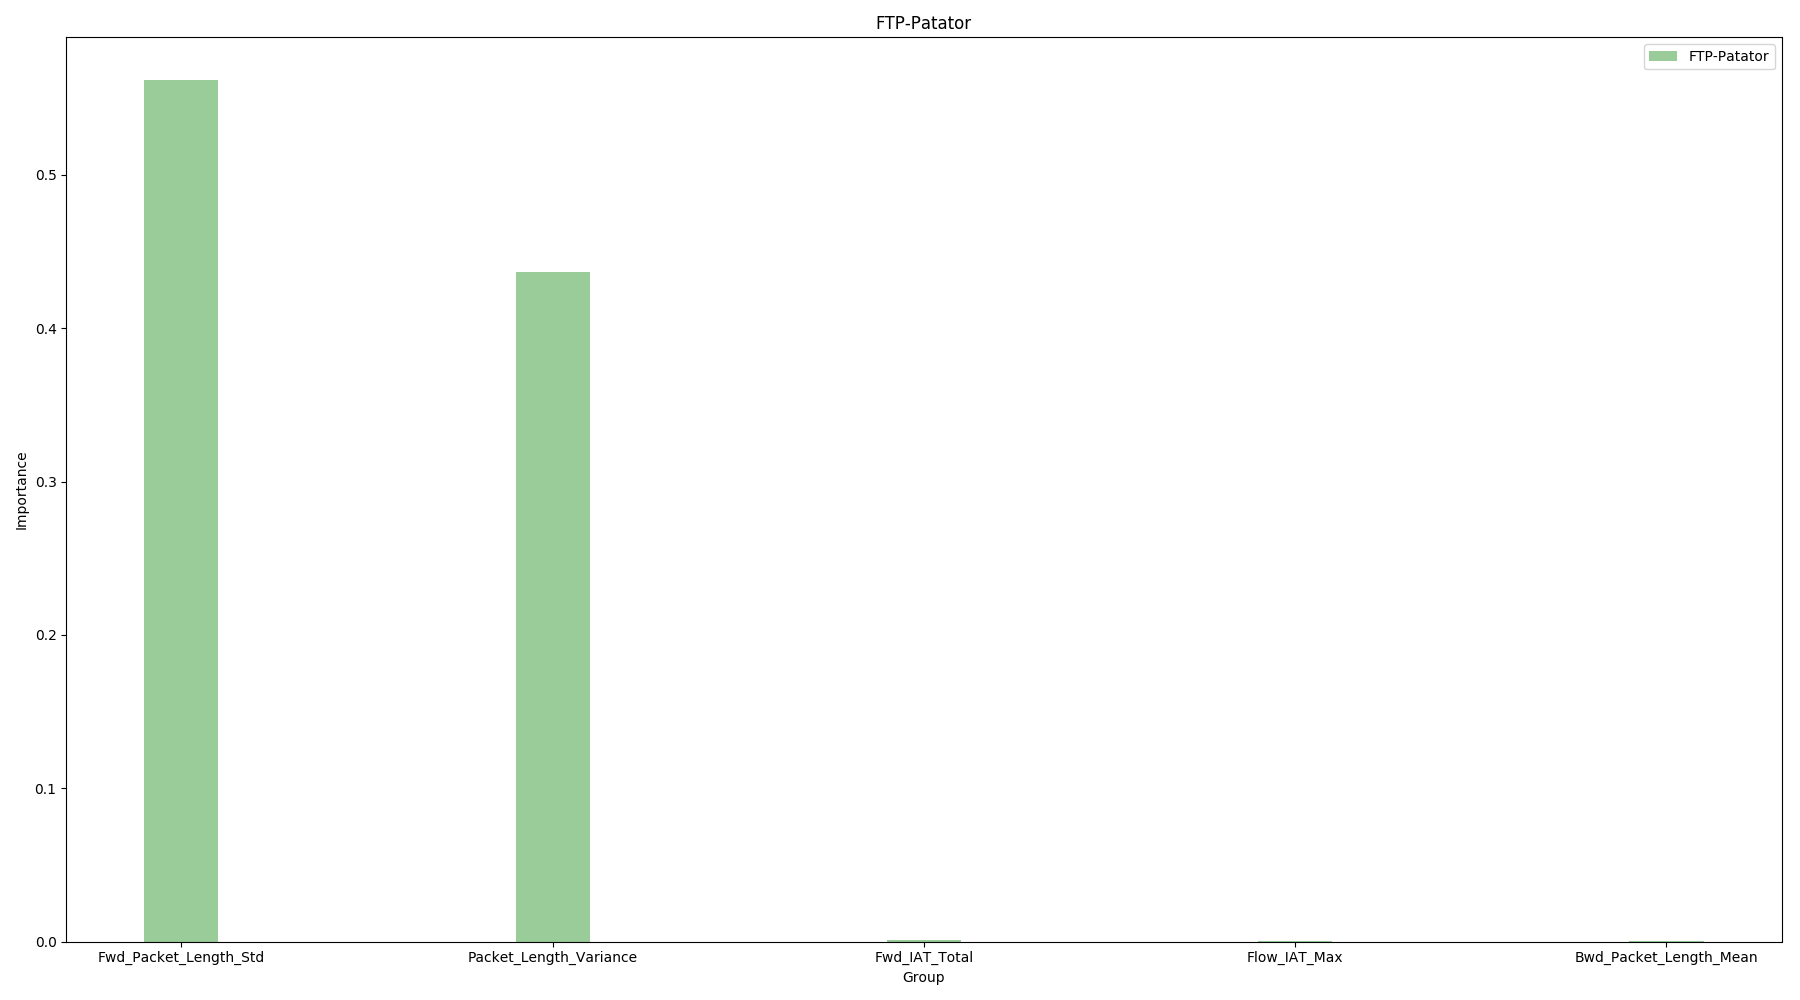 FTP-Patator
FTP-Patator
0.5
0.4
0.3
0.2
0.1
0.0
Importance
Fwd_Packet_Length_Std
Packet_Length_Variance
Fwd_IAT_Total
Flow_IAT_Max
Bwd_Packet_Length_Mean
Group